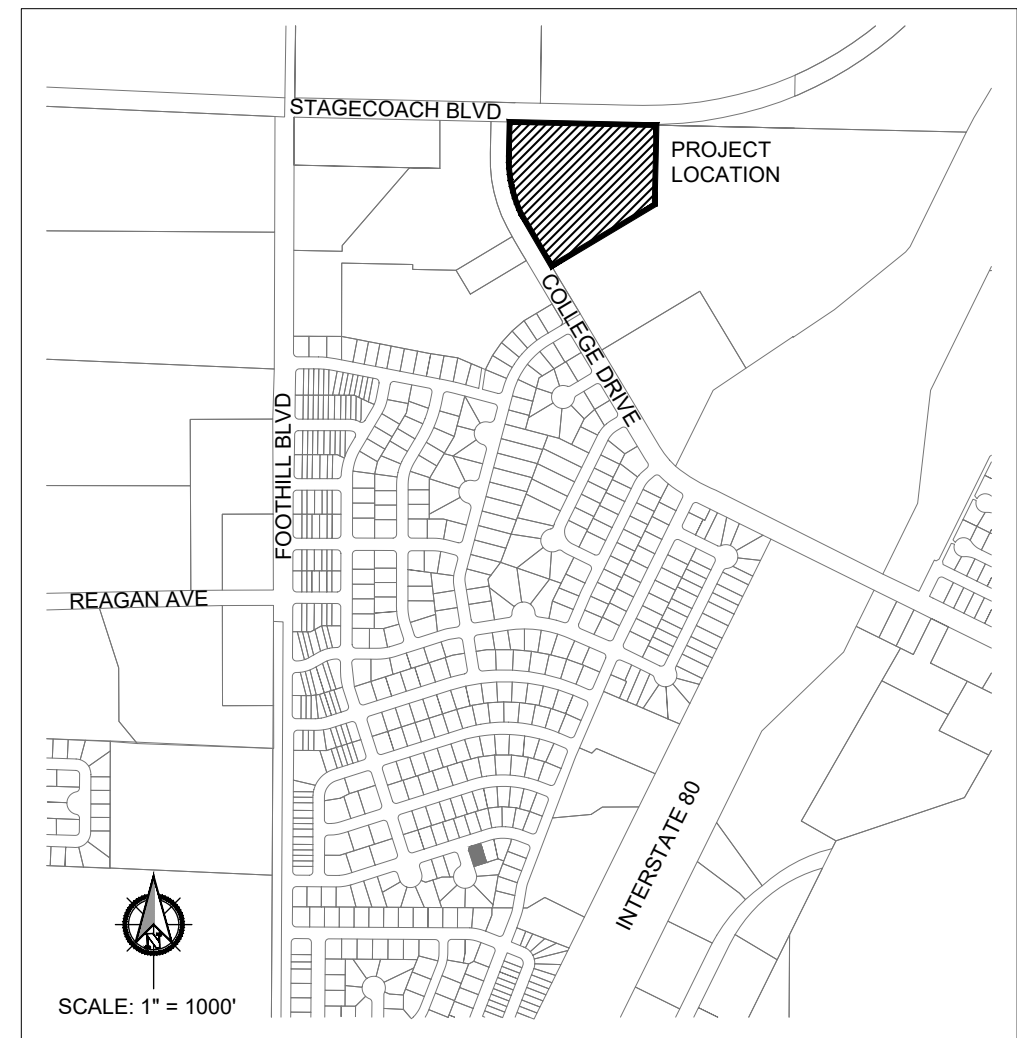 STAGECOACH BLVD
PROJECT
LOCATION
COLLEGE DRIVE
FOOTHILL BLVD
REAGAN AVE
INTERSTATE 80
N
SCALE: 1" = 1000'